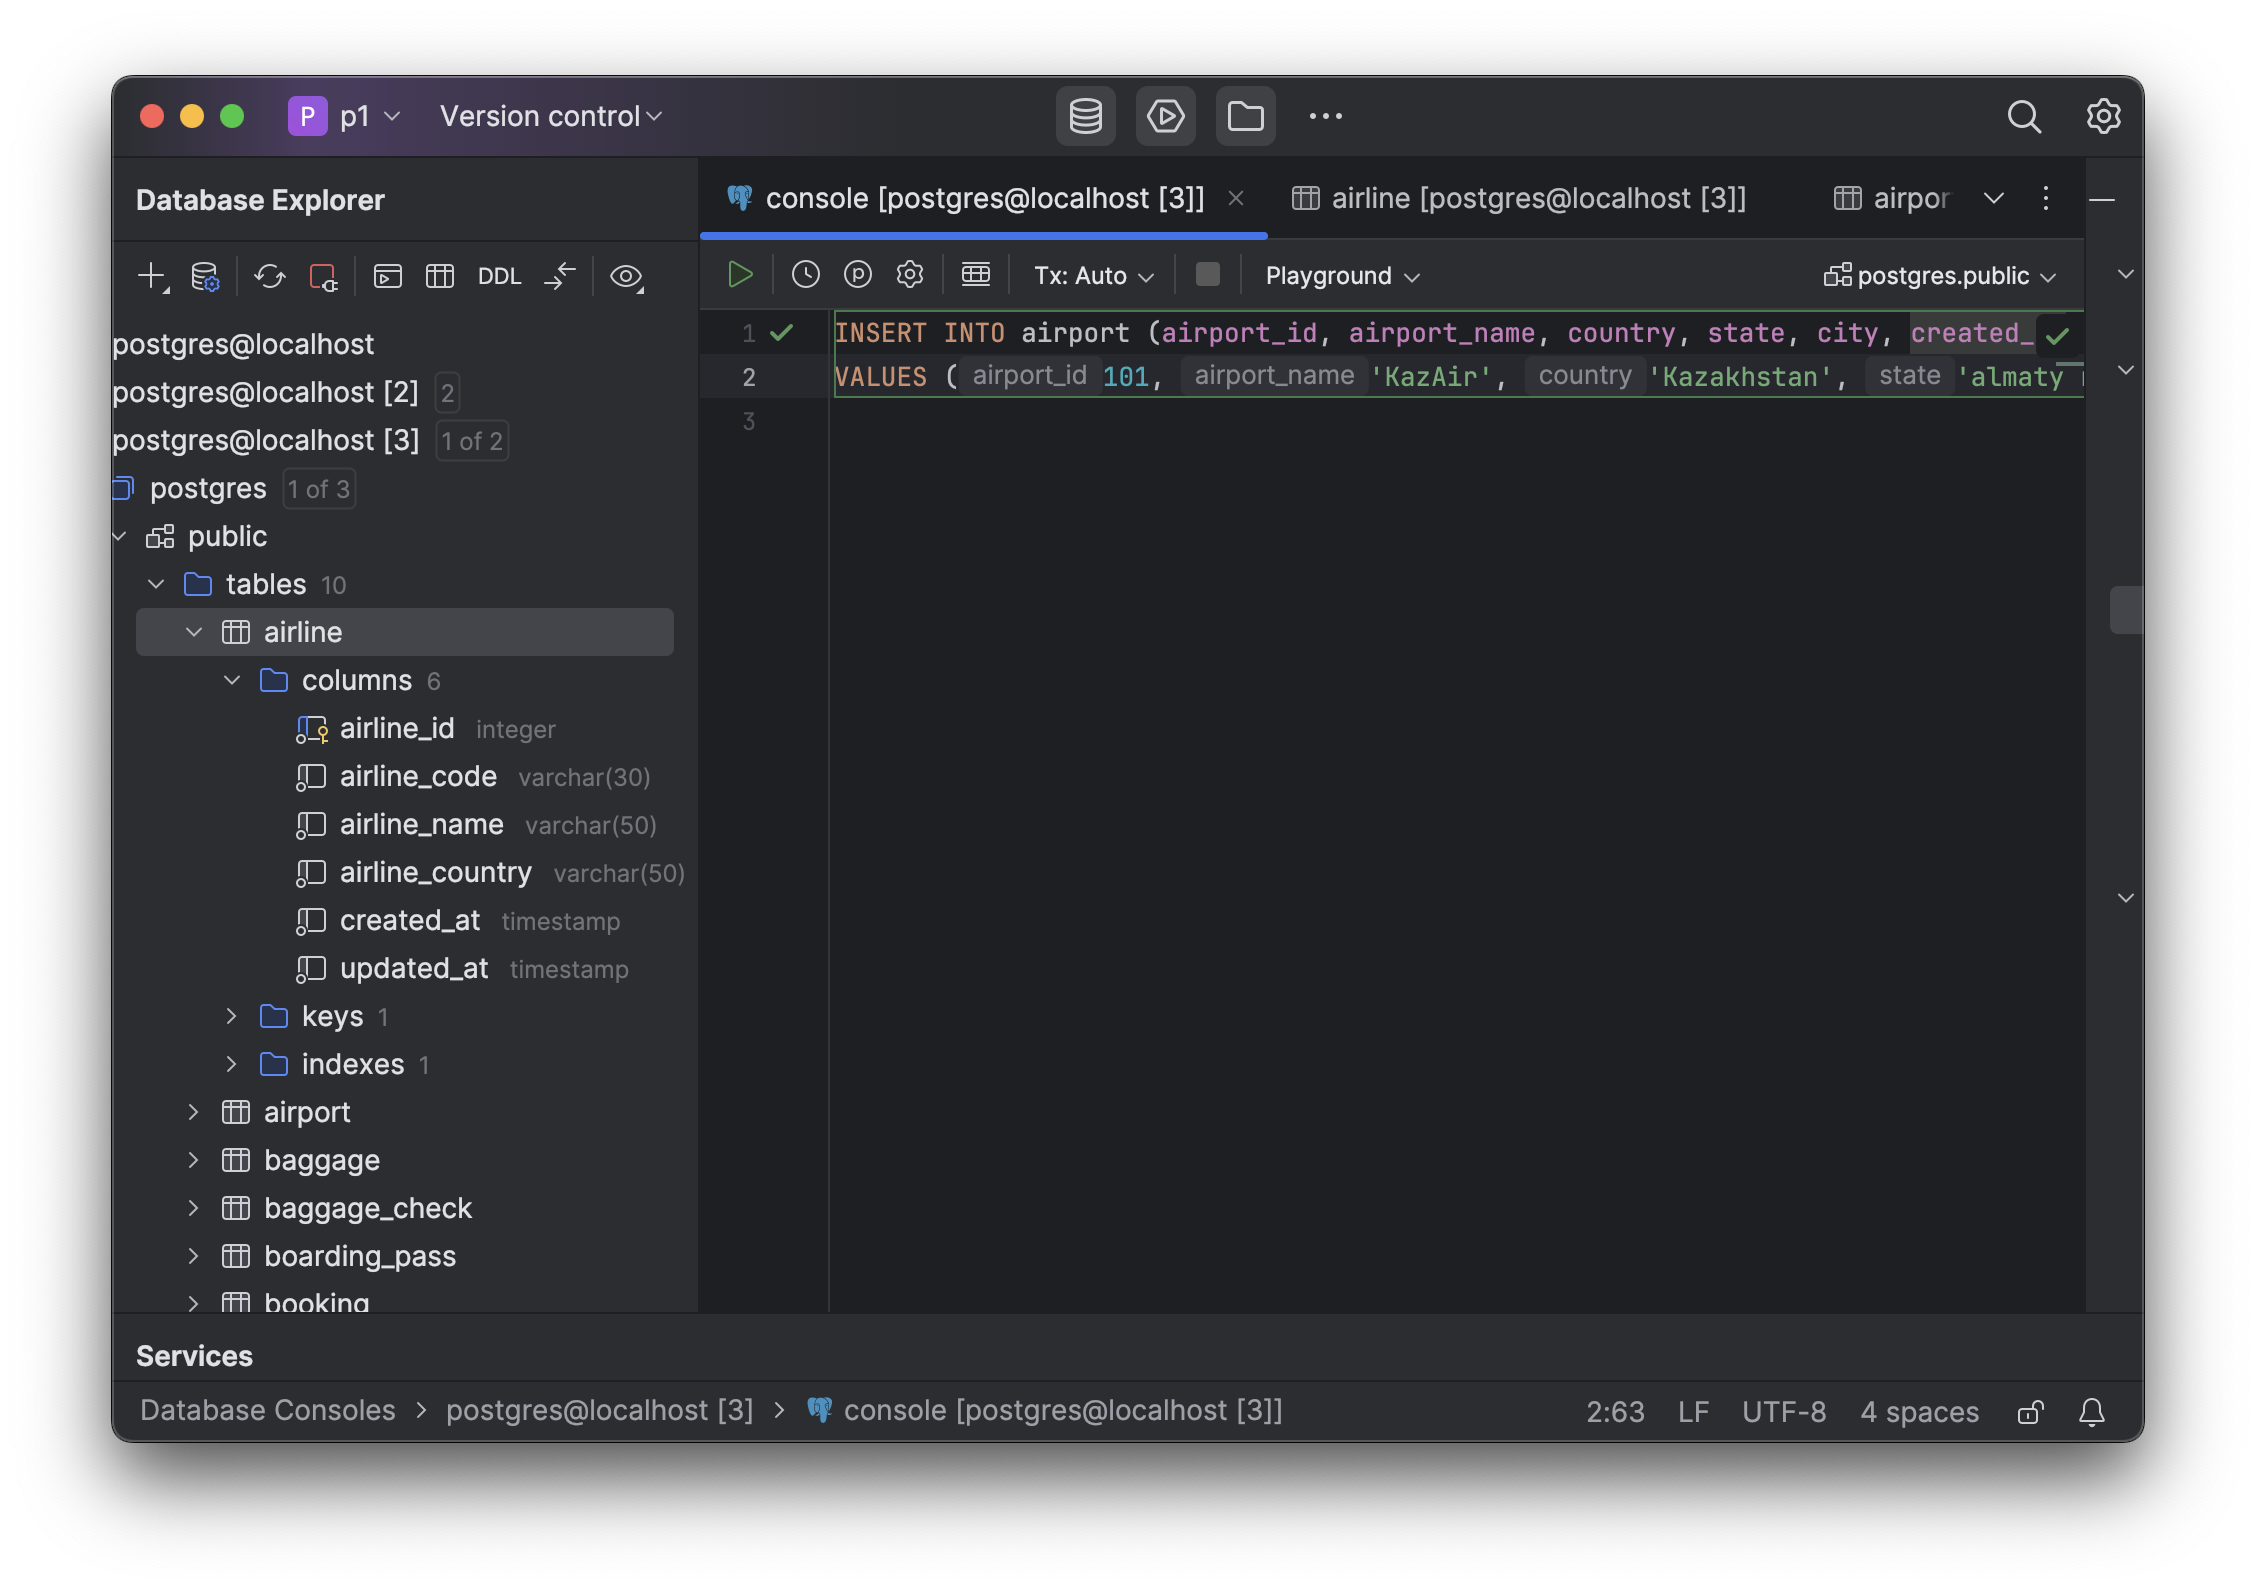 P p1 Version control
Database Explorer
console [postgres@localhost [3]]
airline [postgres@localhost [3]]
airpor
DDL
Tx: Auto
Playground
postgres.public
postgres@localhost
postgres@localhost [2] 2
postgres@localhost [3] 1 of 2
postgres 1 of 3
public
tables 10
airline
columns 6
airline_id integer
airline_code varchar(30)
airline_name varchar(50)
airline_country varchar(50)
created_at timestamp
updated_at timestamp
keys 1
indexes 1
airport
baggage
baggage_check
boarding_pass
booking
1 INSERT INTO airport (airport_id, airport_name, country, state, city, created_
2 VALUES ( airport_id 101, airport_name 'KazAir', country 'Kazakhstan', state 'almaty
3
Services
Database Consoles > postgres@localhost [3] > console [postgres@localhost [3]]
2:63 LF UTF-8 4 spaces